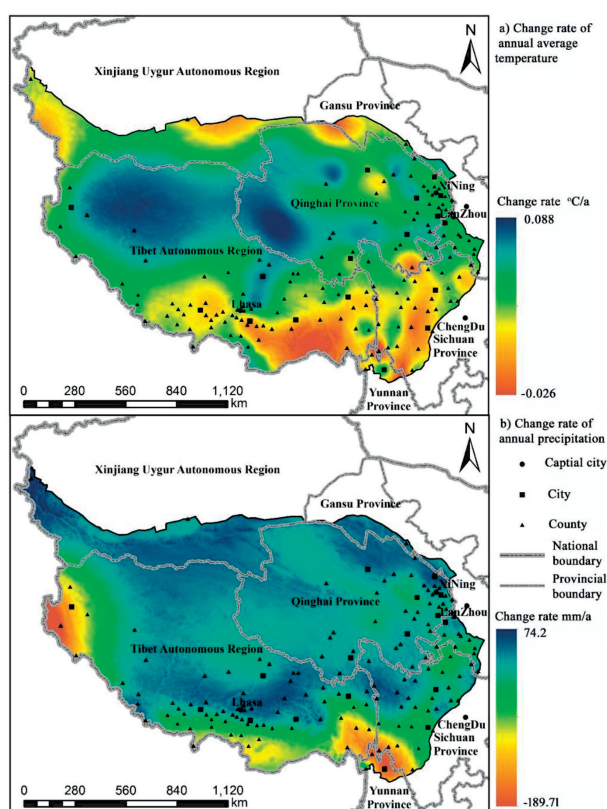 a) Change rate of
annual average
temperature
N
Xinjiang Uygur Autonomous Region
Gansu Province
XiNing
LanZhou
Qinghai Province
Tibet Autonomous Region
Lhasa
ChengDu
Sichuan
Province
Yunnan
Province
0 280 560 840 1,120
km
Change rate °C/a
0.088
-0.026
b) Change rate of
annual precipitation
Captial city
City
County
National
boundary
Provincial
boundary
Change rate mm/a
74.2
-189.71
N
Xinjiang Uygur Autonomous Region
Gansu Province
XiNing
LanZhou
Qinghai Province
Tibet Autonomous Region
Lhasa
ChengDu
Sichuan
Province
Yunnan
Province
0 280 560 840 1,120
km